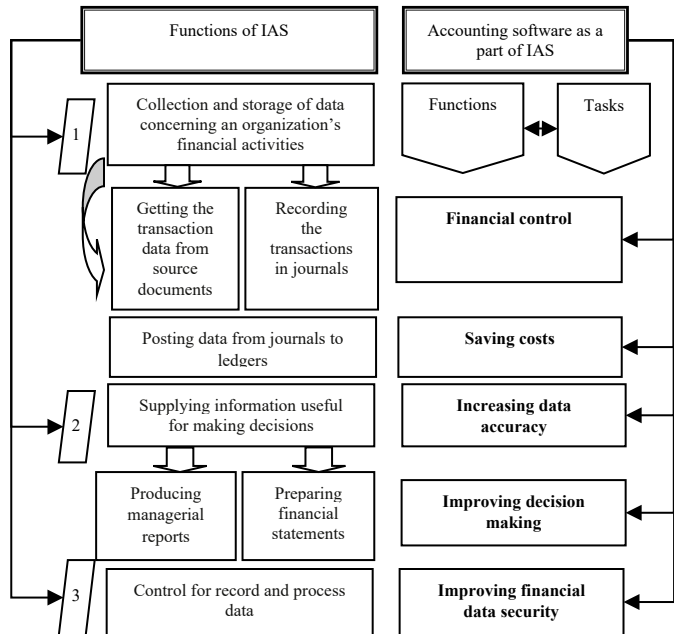 Functions of IAS
Accounting software as a
part of IAS
1
Collection and storage of data
concerning an organization's
financial activities
Functions
Tasks
Getting the
transaction
data from
source
documents
Recording
the
transactions
in journals
Financial control
Posting data from journals to
ledgers
Saving costs
2
Supplying information useful
for making decisions
Increasing data
accuracy
Producing
managerial
reports
Preparing
financial
statements
Improving decision
making
3
Control for record and process
data
Improving financial
data security